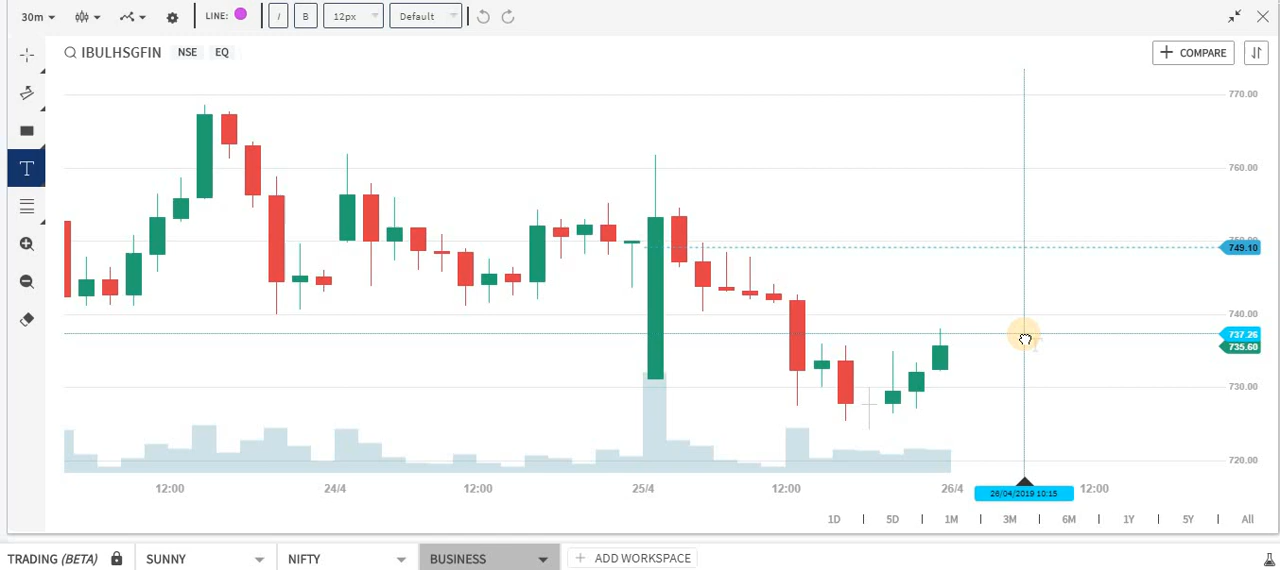 30m LINE: I B 12px Default
IBULHSGFIN NSE EQ COMPARE
770.00
760.00
749.10
740.00
737.26
735.60
730.00
720.00
12:00 24/4 12:00 25/4 12:00 26/4 12:00
26/04/2019 10:15
1D 5D 1M 3M 6M 1Y 5Y All
TRADING (BETA) SUNNY NIFTY BUSINESS ADD WORKSPACE